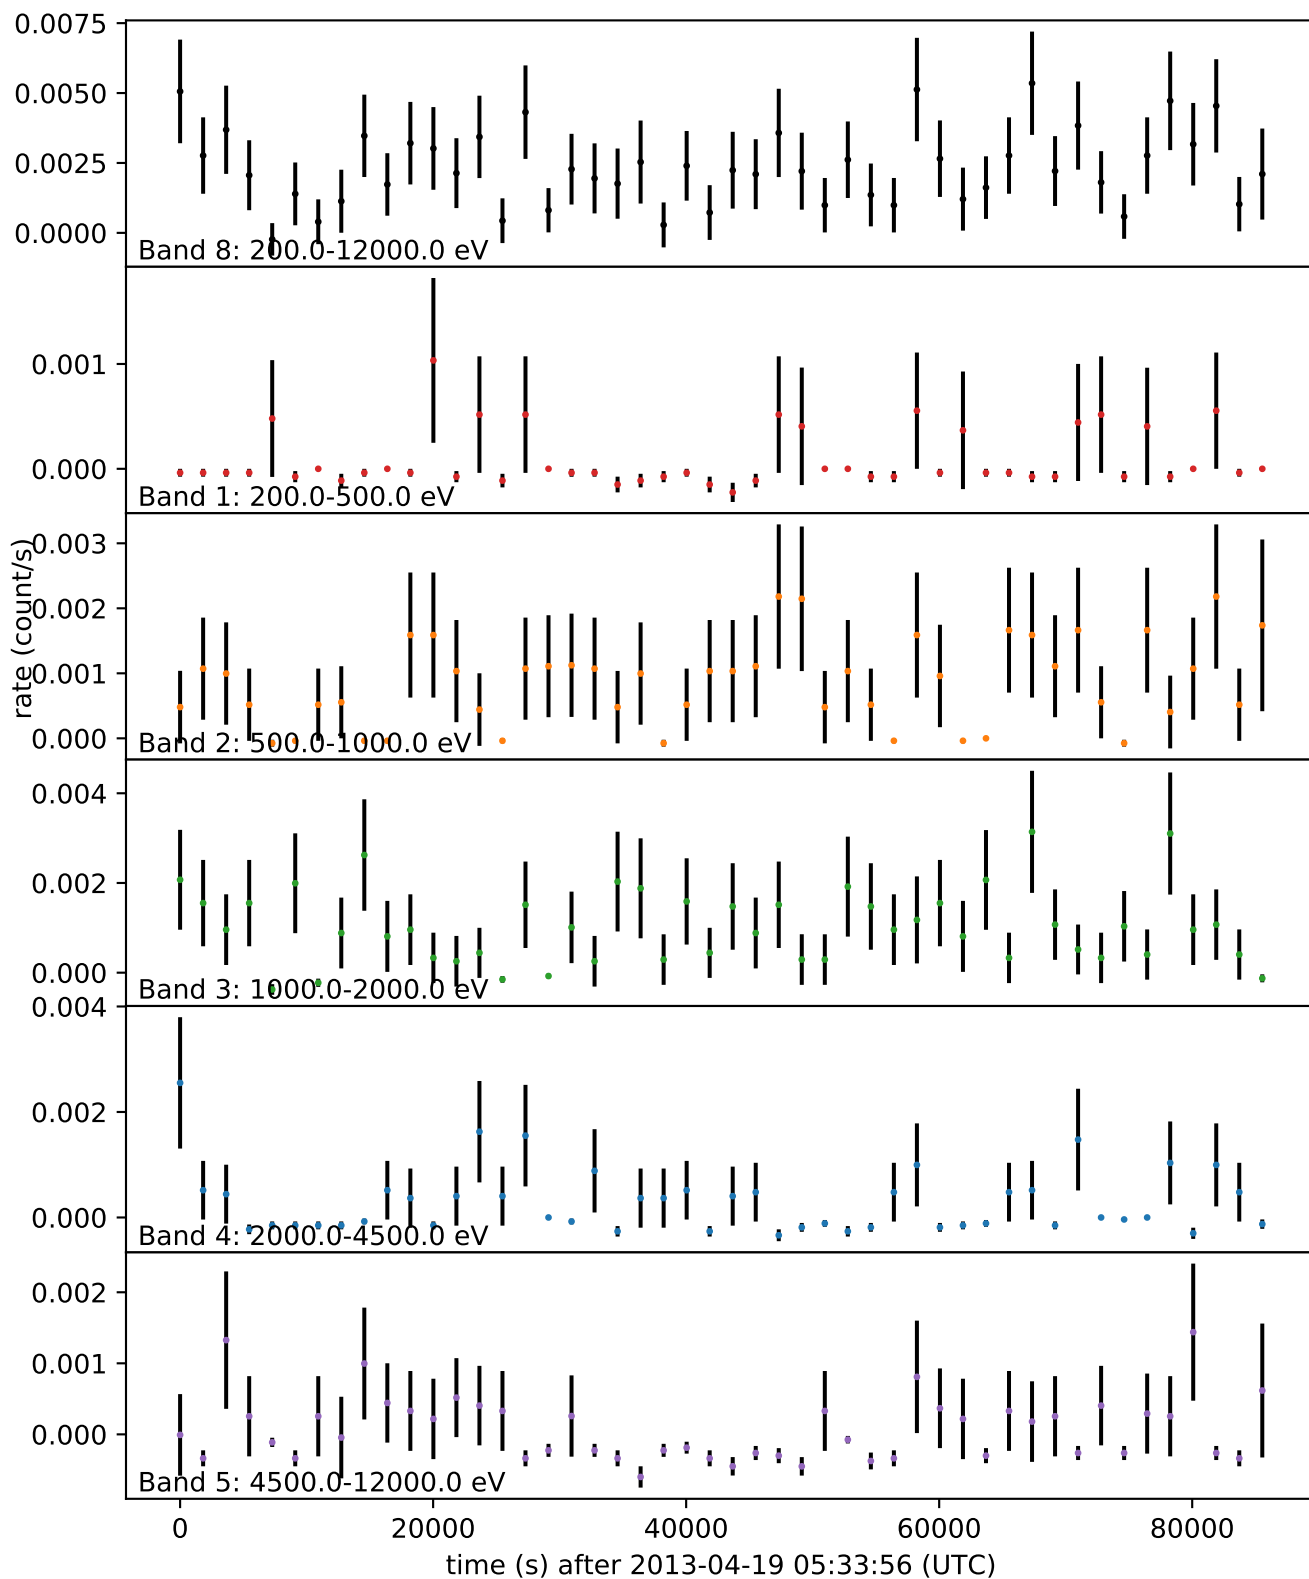 0.0075
0.0050
0.0025
0.0000
Band 8: 200.0-12000.0 eV
0.001
0.000
Band 1: 200.0-500.0 eV
rate (count/s)
0.003
0.002
0.001
0.000
Band 2: 500.0-1000.0 eV
0.004
0.002
0.000
Band 3: 1000.0-2000.0 eV
0.004
0.002
0.000
Band 4: 2000.0-4500.0 eV
0.002
0.001
0.000
Band 5: 4500.0-12000.0 eV
0 20000 40000 60000 80000
time (s) after 2013-04-19 05:33:56 (UTC)